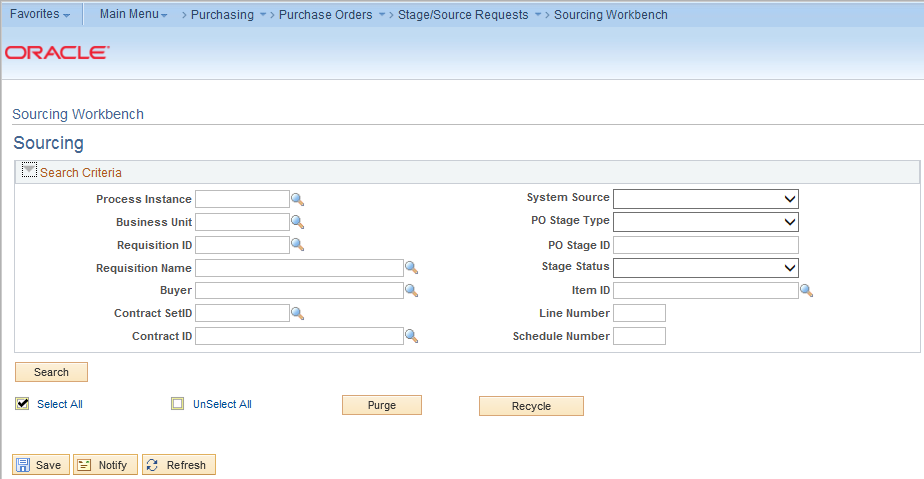 Favorites Main Menu > Purchasing > Purchase Orders > Stage/Source Requests > Sourcing Workbench
ORACLE
Sourcing Workbench
Sourcing
Search Criteria
Process Instance System Source
Business Unit PO Stage Type
Requisition ID PO Stage ID
Requisition Name Stage Status
Buyer Item ID
Contract SetID Line Number
Contract ID Schedule Number
Search
Select All UnSelect All Purge Recycle
Save Notify Refresh